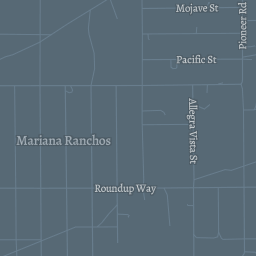 Mojave St
Pioneer Rd
Pacific St
Allegra Vista St
Mariana Ranchos
Roundup Way